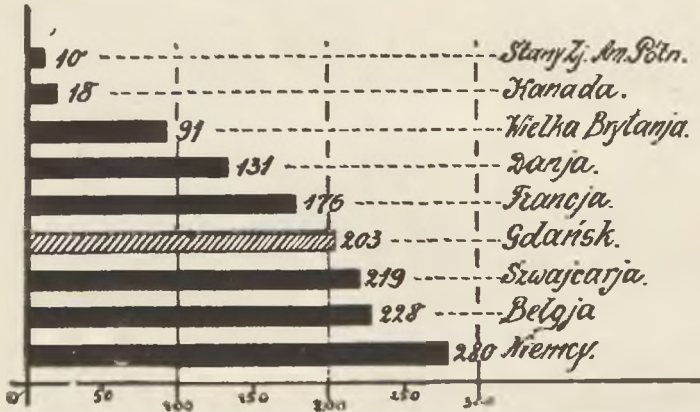 10 Stany Zj. Am. Półn.
18 Kanada.
91 Wielka Brytanja.
131 Danja.
176 Francja.
203 Gdańsk.
219 Szwajcarja.
228 Belgja
280 Niemcy.
0 50 100 150 200 250 300